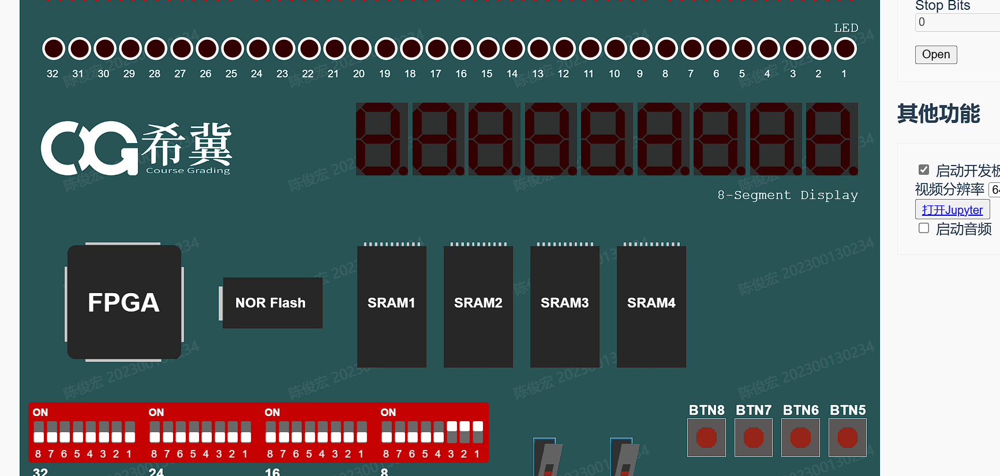 Stop Bits
0
Open
LED
32 31 30 29 28 27 26 25 24 23 22 21 20 19 18 17 16 15 14 13 12 11 10 9 8 7 6 5 4 3 2 1
其他功能
CG希冀
Course Grading
8-Segment Display
启动开发板
视频分辨率 64
打开Jupyter
启动音频
FPGA
NOR Flash
SRAM1
SRAM2
SRAM3
SRAM4
BTN8 BTN7 BTN6 BTN5
ON ON ON ON
8 7 6 5 4 3 2 1 8 7 6 5 4 3 2 1 8 7 6 5 4 3 2 1 8 7 6 5 4 3 2 1
32 24 16 8
陈俊宏 202300130234